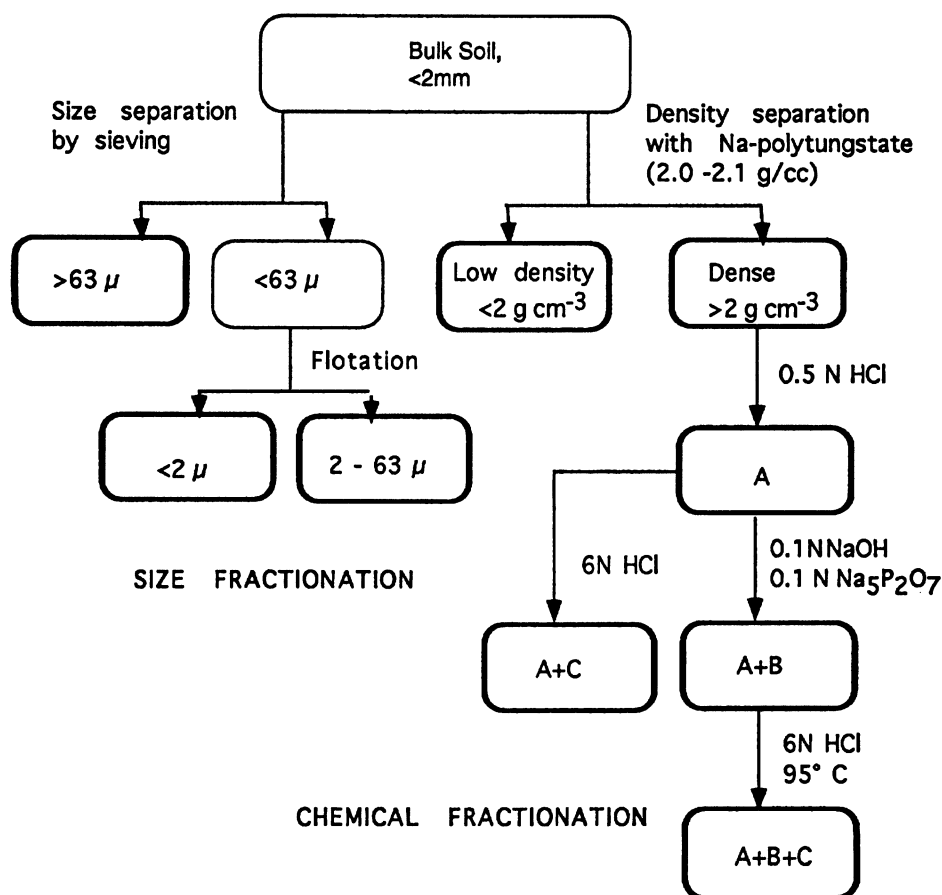 Bulk Soil,
<2mm
Size separation
by sieving
Density separation
with Na-polytungstate
(2.0 -2.1 g/cc)
>63 µ
<63 µ
Low density
<2 g cm-3
Dense
>2 g cm-3
Flotation
0.5 N HCl
<2 µ
2 - 63 µ
A
SIZE FRACTIONATION
6N HCl
0.1NNaOH
0.1 N Na5P2O7
A+C
A+B
6N HCl
95° C
CHEMICAL FRACTIONATION
A+B+C